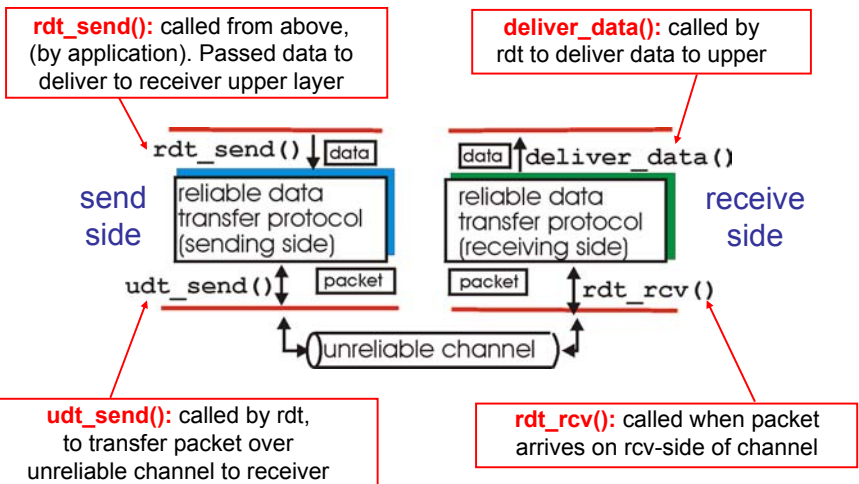 rdt_send(): called from above,
(by application). Passed data to
deliver to receiver upper layer
deliver_data(): called by
rdt to deliver data to upper
rdt_send()
data
data
deliver_data()
send
side
reliable data
transfer protocol
(sending side)
reliable data
transfer protocol
(receiving side)
receive
side
udt_send()
packet
packet
rdt_rcv()
unreliable channel
udt_send(): called by rdt,
to transfer packet over
unreliable channel to receiver
rdt_rcv(): called when packet
arrives on rcv-side of channel